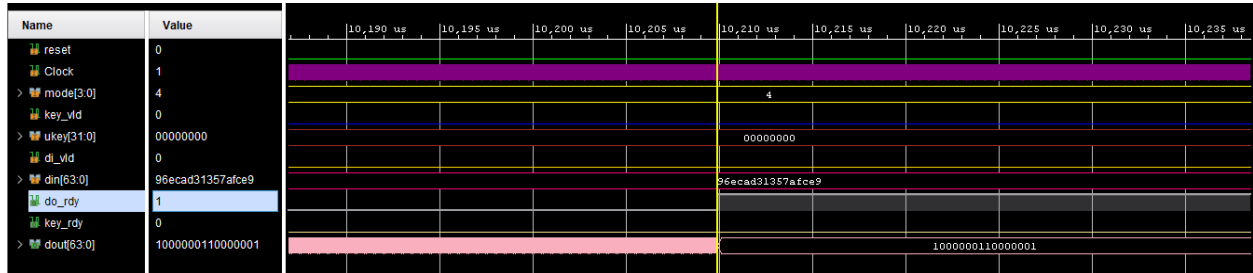 Name Value
10,190 us 10,195 us 10,200 us 10,205 us 10,210 us 10,215 us 10,220 us 10,225 us 10,230 us 10,235 us
reset 0
Clock 1
mode[3:0] 4 4
key_vld 0
ukey[31:0] 00000000 00000000
di_vld 0
din[63:0] 96ecad31357afce9 96ecad31357afce9
do_rdy 1
key_rdy 0
dout[63:0] 1000000110000001 1000000110000001